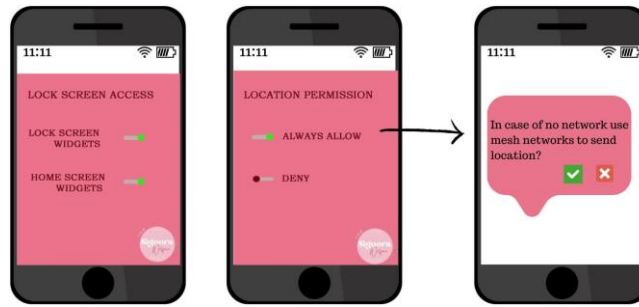 11:11
LOCK SCREEN ACCESS
LOCK SCREEN
WIDGETS
HOME SCREEN
WIDGETS
11:11
LOCATION PERMISSION
ALWAYS ALLOW
DENY
11:11
In case of no network use
mesh networks to send
location?